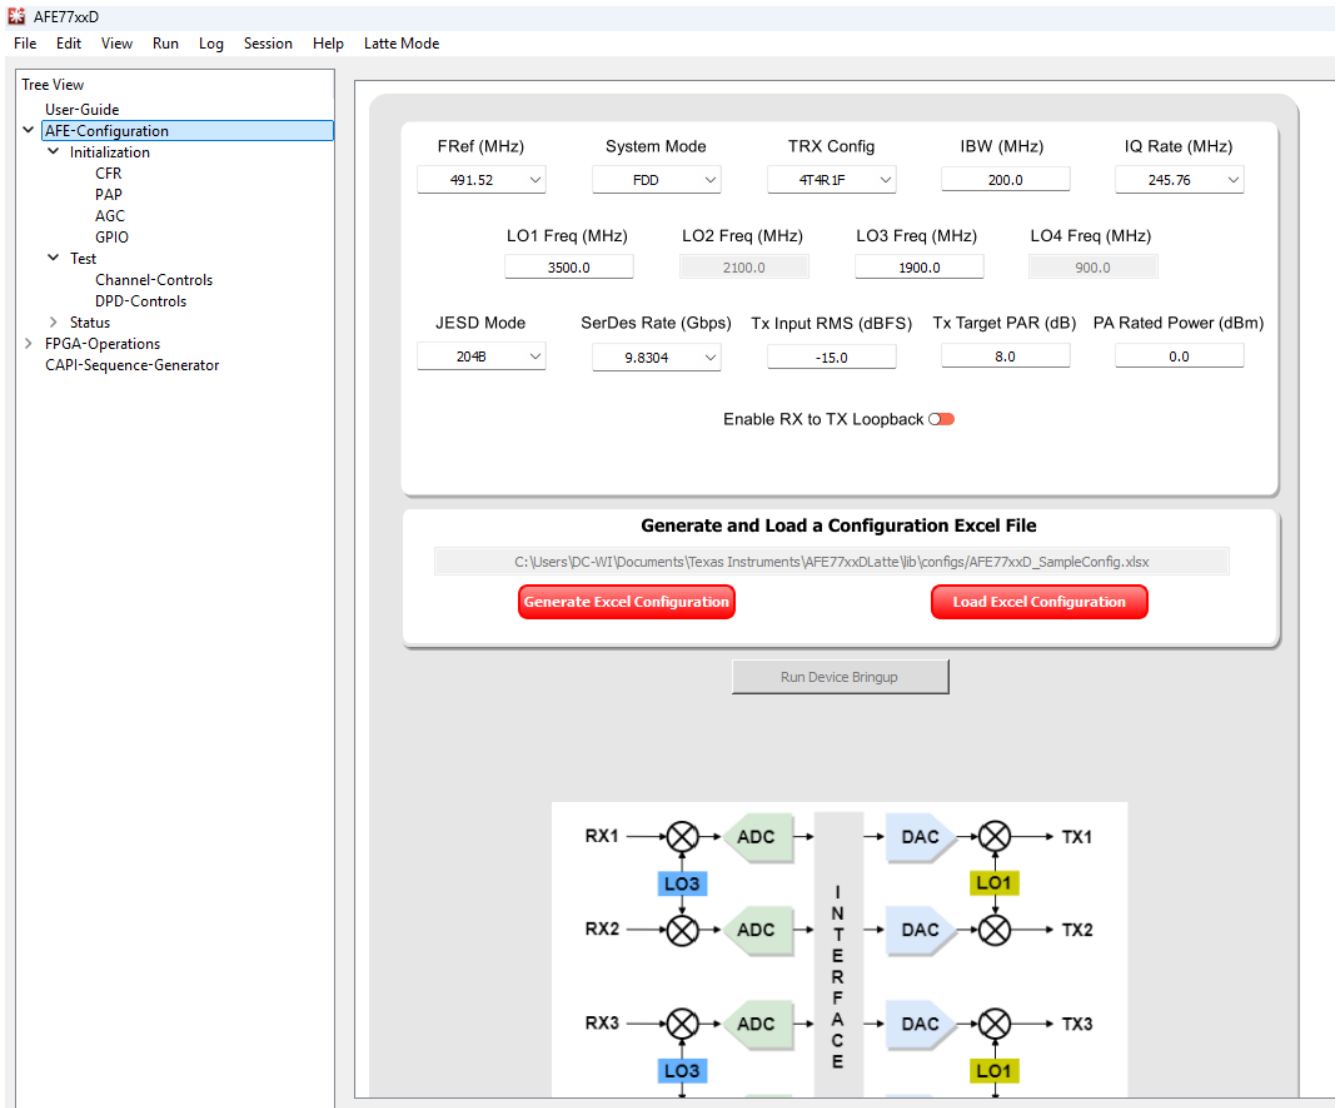 AFE77xxD
File Edit View Run Log Session Help Latte Mode
Tree View
User-Guide
AFE-Configuration
Initialization
CFR
PAP
AGC
GPIO
Test
Channel-Controls
DPD-Controls
Status
FPGA-Operations
CAPI-Sequence-Generator
FRef (MHz) System Mode TRX Config IBW (MHz) IQ Rate (MHz)
491.52 FDD 4T4R1F 200.0 245.76
LO1 Freq (MHz) LO2 Freq (MHz) LO3 Freq (MHz) LO4 Freq (MHz)
3500.0 2100.0 1900.0 900.0
JESD Mode SerDes Rate (Gbps) Tx Input RMS (dBFS) Tx Target PAR (dB) PA Rated Power (dBm)
204B 9.8304 -15.0 8.0 0.0
Enable RX to TX Loopback
Generate and Load a Configuration Excel File
C:\Users\DC-WI\Documents\Texas Instruments\AFE77xxDLatte\lib\configs/AFE77xxD_SampleConfig.xlsx
Generate Excel Configuration Load Excel Configuration
Run Device Bringup
RX1 ADC DAC TX1
LO3 LO1
RX2 ADC DAC TX2
INTERFACE
RX3 ADC DAC TX3
LO3 LO1